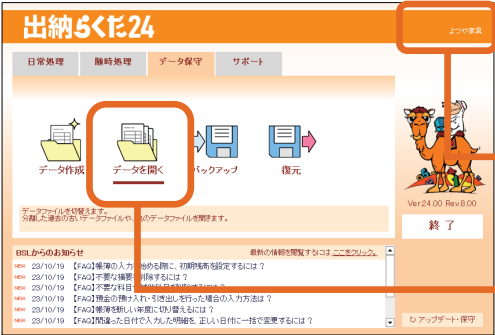 出納らくだ24
よつや家具
日常処理 随時処理 データ保守 サポート
データ作成 データを開く バックアップ 復元
データファイルを切替えます。
分離した過去の古いデータファイルや、他のデータファイルを開きます。
Ver.24.00 Rev.8.00
終了
BSLからのお知らせ 最新の情報を閲覧するには、ここをクリック。
NEW 23/10/19 【FAQ】帳簿の入力を始める際に、初期残高を設定するには？
NEW 23/10/19 【FAQ】不要な摘要を削除するには？
NEW 23/10/19 【FAQ】不要な科目・補助科目を削除するには？
NEW 23/10/19 【FAQ】預金の預け入れ・引き出しを行った場合の入力方法は？
NEW 23/10/19 【FAQ】帳簿を新しい年度に切り替えるには？
NEW 23/10/19 【FAQ】間違った日付で入力した明細を、正しい日付に一括で変更するには？
アップデート・保守